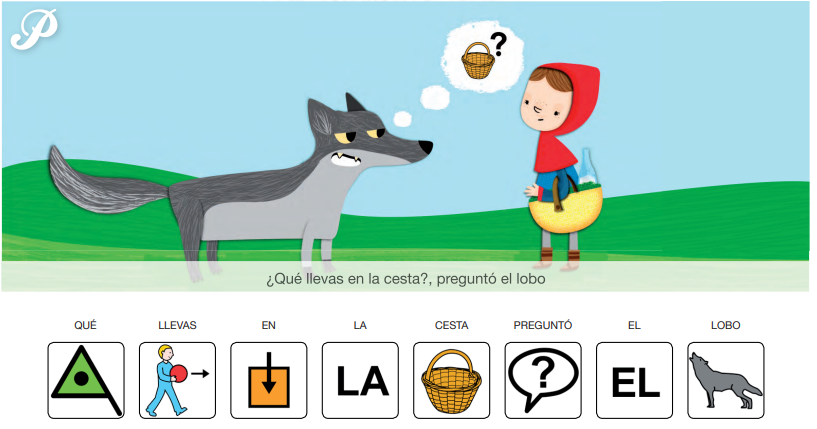 P
?
¿Qué llevas en la cesta?, preguntó el lobo
QUÉ LLEVAS EN LA CESTA PREGUNTÓ EL LOBO
LA ? EL